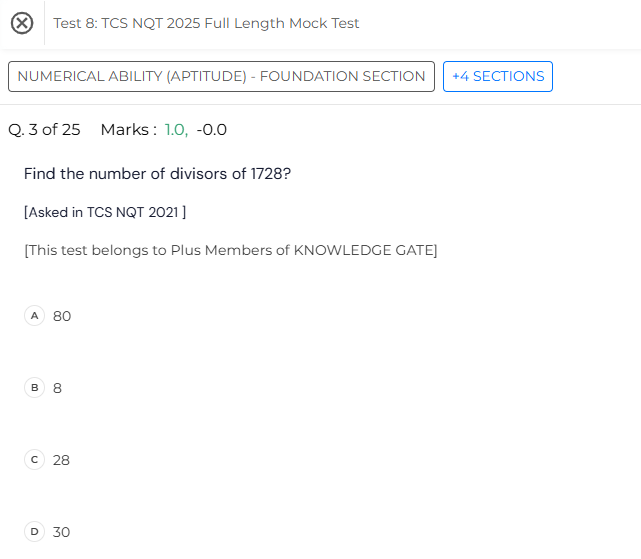 Test 8: TCS NQT 2025 Full Length Mock Test
NUMERICAL ABILITY (APTITUDE) - FOUNDATION SECTION +4 SECTIONS
Q. 3 of 25 Marks : 1.0, -0.0
Find the number of divisors of 1728?
[Asked in TCS NQT 2021 ]
[This test belongs to Plus Members of KNOWLEDGE GATE]
A 80
B 8
C 28
D 30